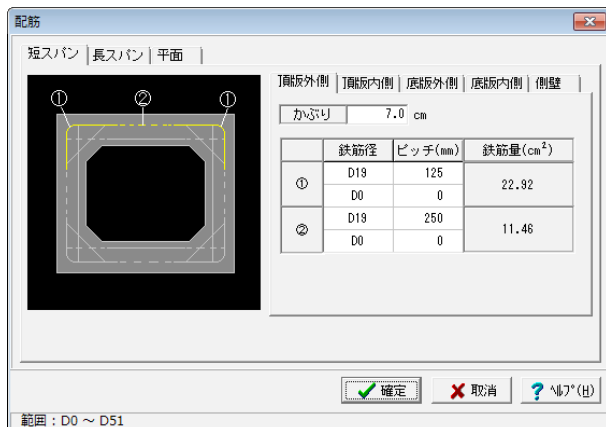 配筋
短スパン 長スパン 平面
① ② ①
頂版外側 頂版内側 底版外側 底版内側 側壁
かぶり 7.0 cm
鉄筋径 ピッチ(mm) 鉄筋量(cm²)
① D19 125 22.92
D0 0
② D19 250 11.46
D0 0
確定 取消 ? ﾍﾙﾌﾟ(H)
範囲：D0 ～ D51